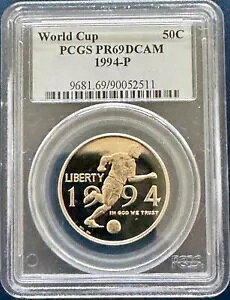 World Cup 50C
PCGS PR69DCAM
1994-P
9681.69/90052511
LIBERTY
1994
IN GOD WE TRUST
PCGS